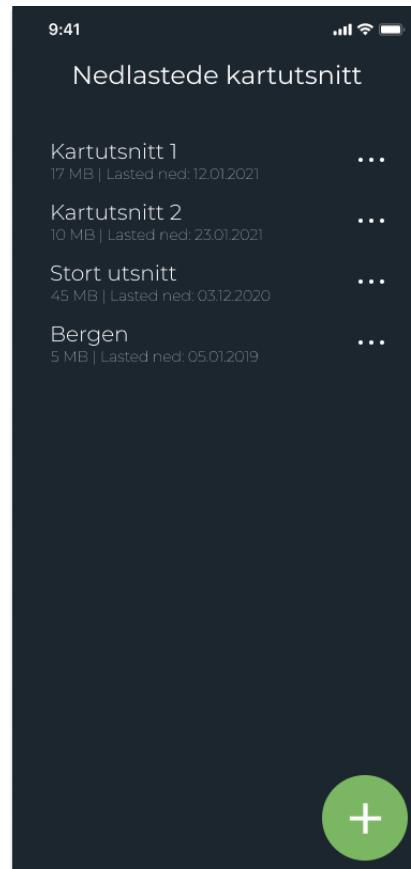 9:41
Nedlastede kartutsnitt
Kartutsnitt 1
17 MB | Lasted ned: 12.01.2021
Kartutsnitt 2
10 MB | Lasted ned: 23.01.2021
Stort utsnitt
45 MB | Lasted ned: 03.12.2020
Bergen
5 MB | Lasted ned: 05.01.2019